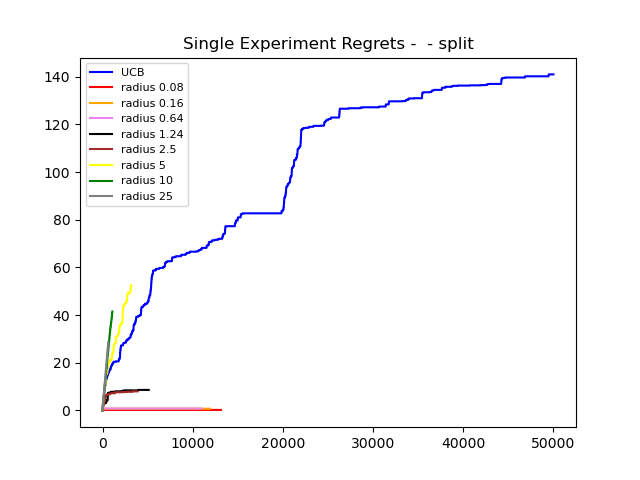 Single Experiment Regrets -  - split
140
120
100
80
60
40
20
0
UCB
radius 0.08
radius 0.16
radius 0.64
radius 1.24
radius 2.5
radius 5
radius 10
radius 25
0 10000 20000 30000 40000 50000